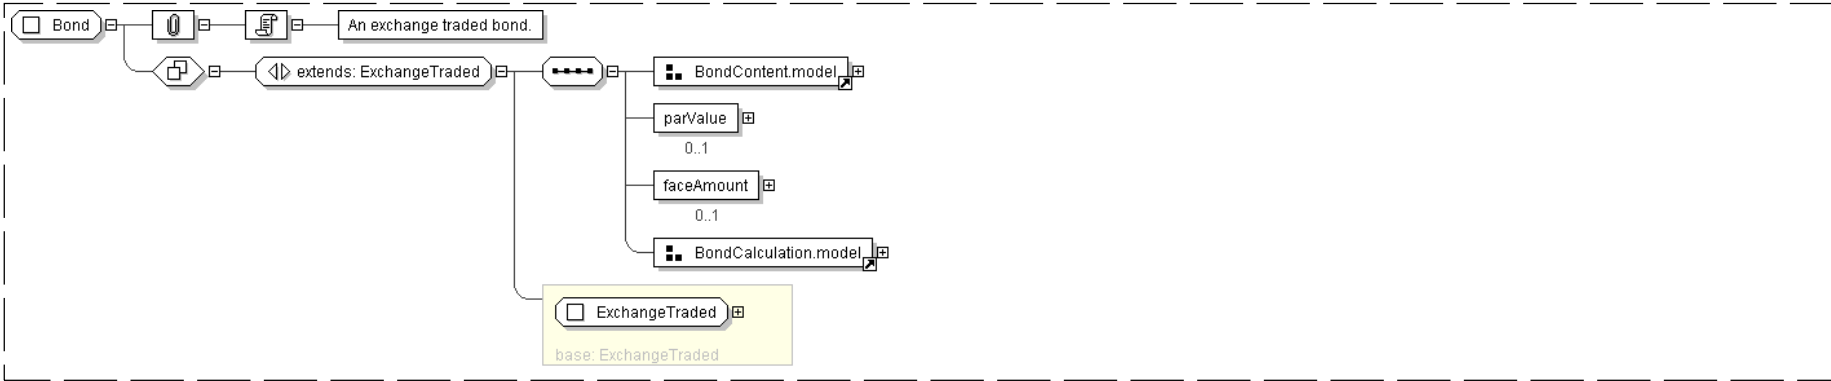 Bond
An exchange traded bond.
extends: ExchangeTraded
BondContent.model
parValue
0..1
faceAmount
0..1
BondCalculation.model
ExchangeTraded
base: ExchangeTraded